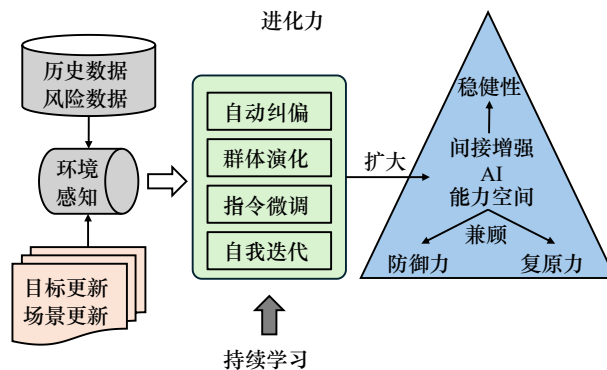 进化力
历史数据
风险数据
环境
感知
目标更新
场景更新
自动纠偏
群体演化
指令微调
自我迭代
持续学习
扩大
稳健性
间接增强
AI
能力空间
兼顾
防御力
复原力